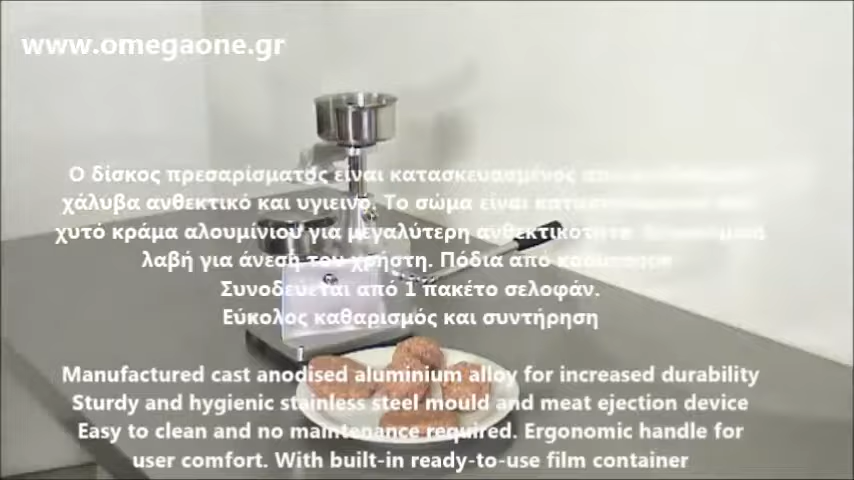 www.omegaone.gr
Ο δίσκος πρεσαρίσματος είναι κατασκευασμένος
χάλυβα ανθεκτικό και υγιεινό. Το σώμα είναι
χυτό κράμα αλουμίνιου για μεγαλύτερη ανθεκτικότητα.
λαβή για άνεση του χρήστη. Πόδια από
Συνοδεύεται από 1 πακέτο σελοφάν.
Εύκολος καθαρισμός και συντήρηση
Manufactured cast anodised aluminium alloy for increased durability
Sturdy and hygienic stainless steel mould and meat ejection device
Easy to clean and no maintenance required. Ergonomic handle for
user comfort. With built-in ready-to-use film container